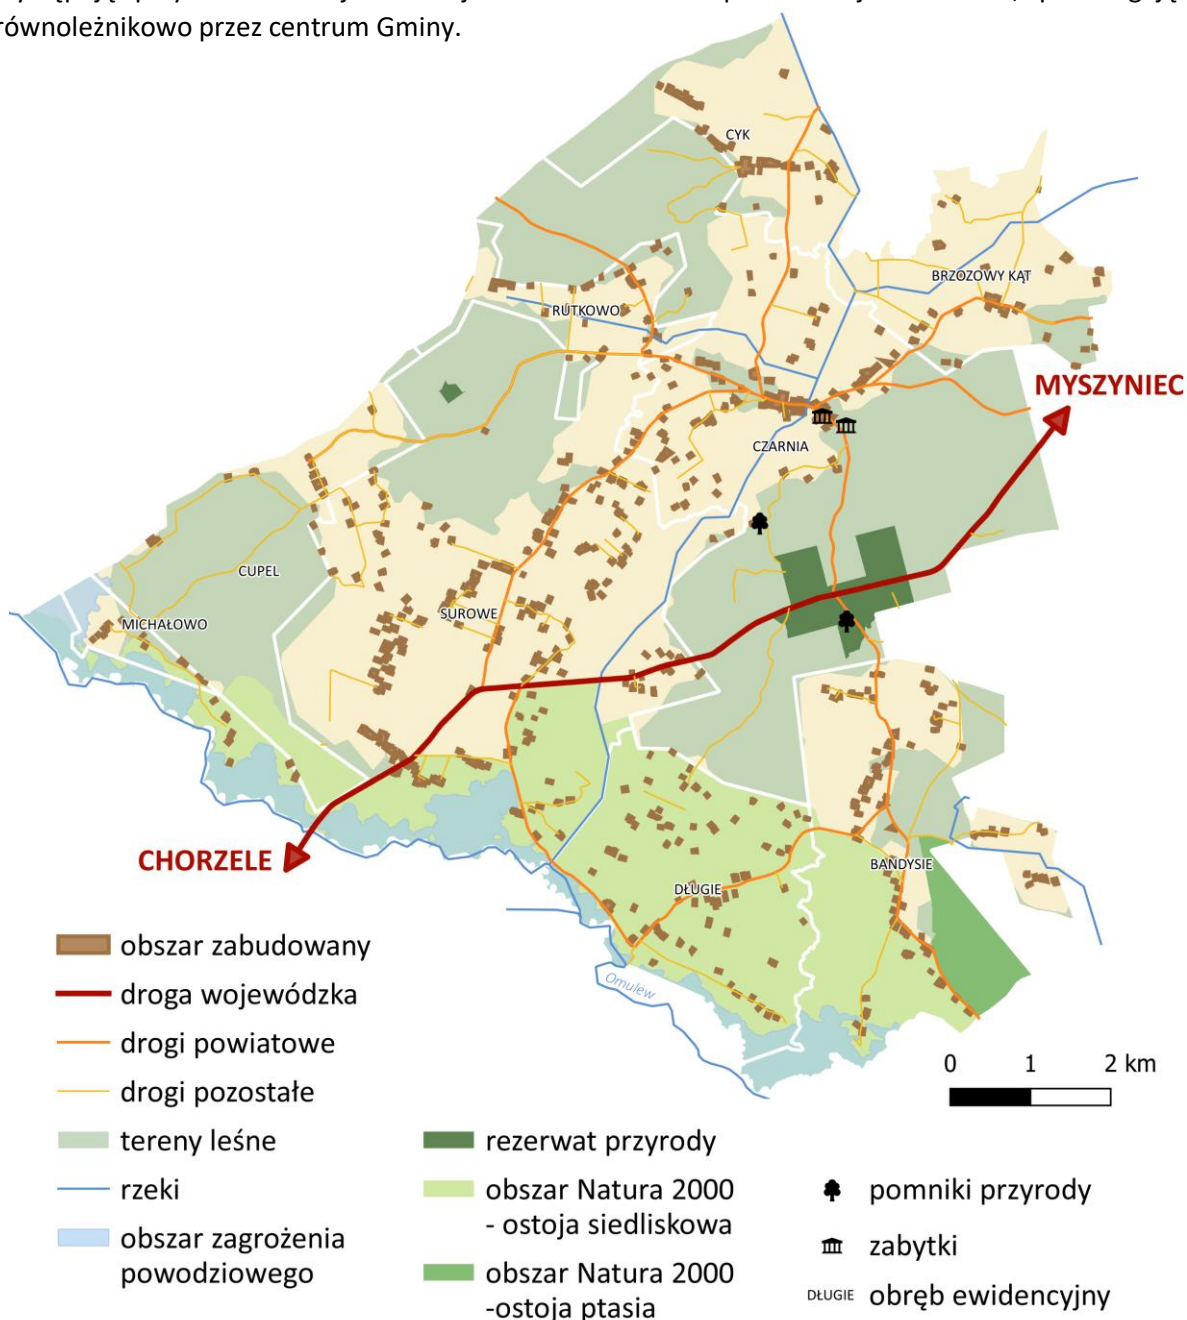 równoleżnikowo przez centrum Gminy.
CYK
BRZOZOWY KĄT
RUTKOWO
MYSZYNIEC
CZARNIA
CUPEL
SUROWE
MICHAŁOWO
CHORZELE
BANDYSIE
DŁUGIE
Omulew
obszar zabudowany
droga wojewódzka
drogi powiatowe
drogi pozostałe
tereny leśne
rzeki
obszar zagrożenia
powodziowego
rezerwat przyrody
obszar Natura 2000
- ostoja siedliskowa
obszar Natura 2000
-ostoja ptasia
0 1 2 km
pomniki przyrody
zabytki
DŁUGIE obręb ewidencyjny